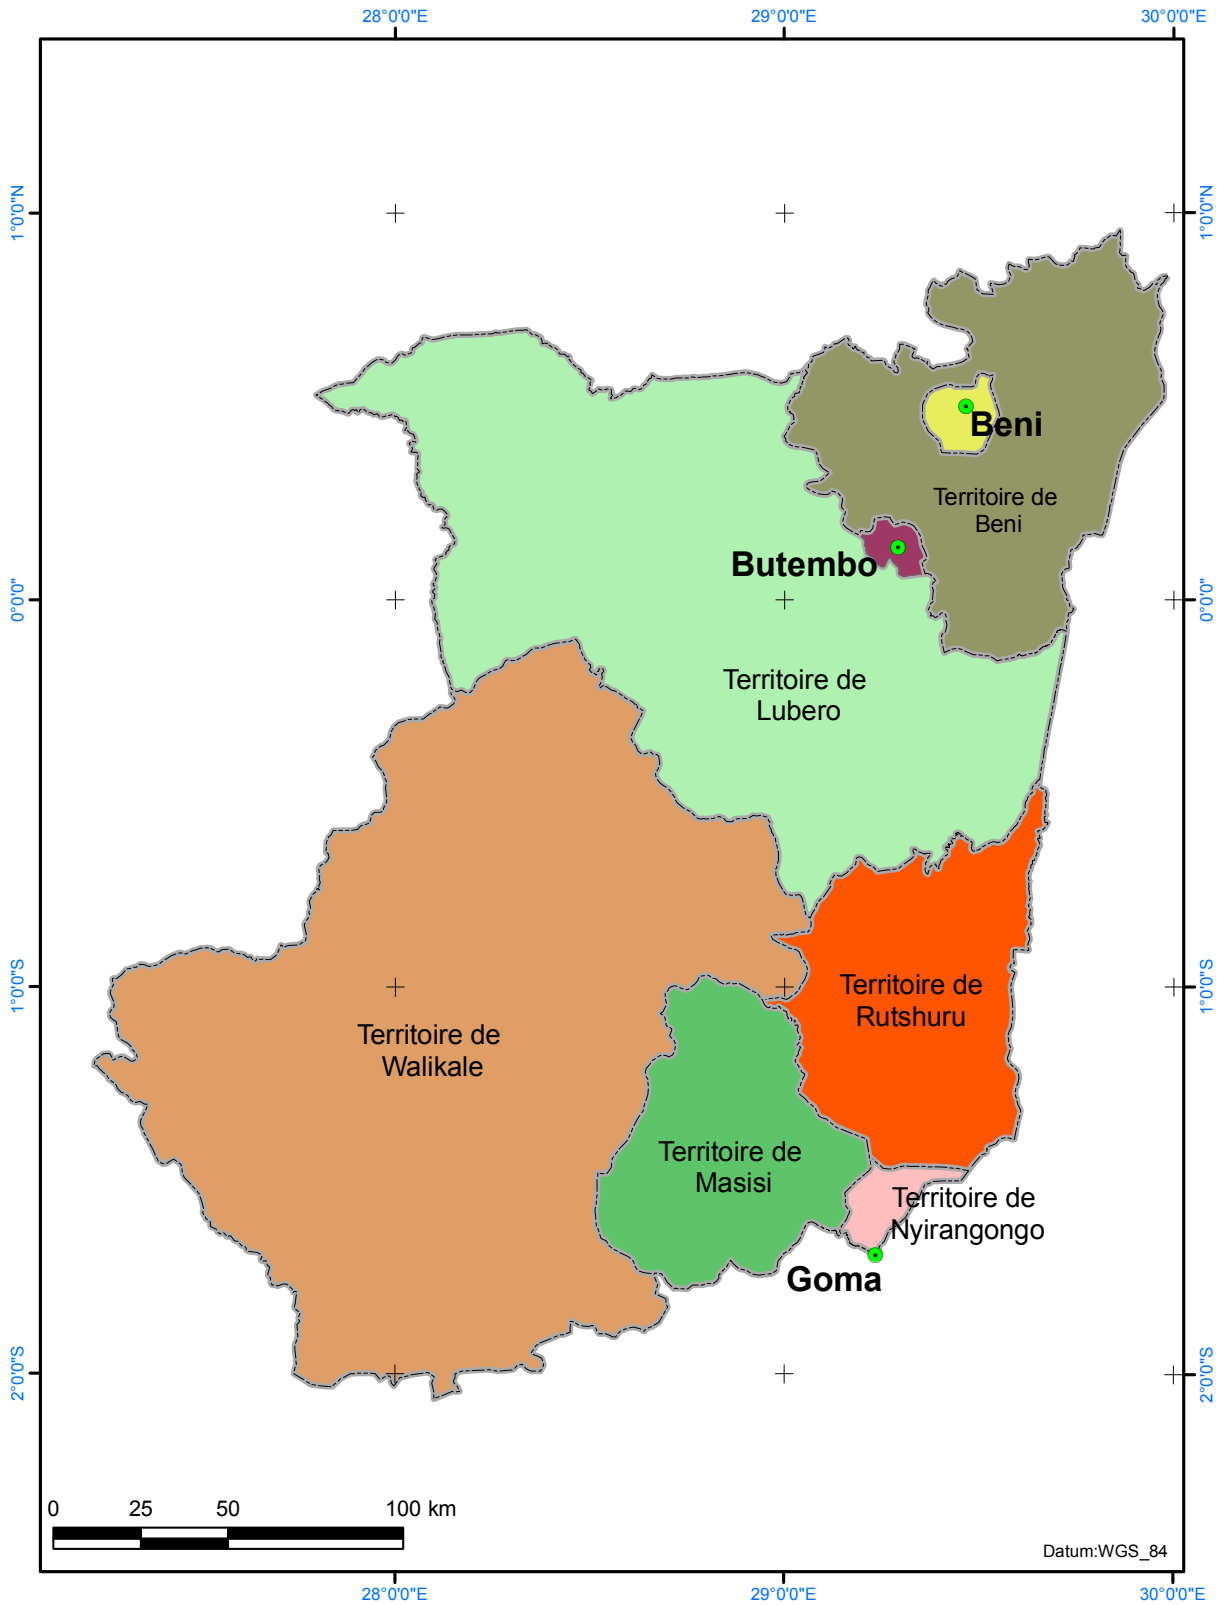 28°0'0"E
29°0'0"E
30°0'0"E
1°0'0"N
1°0'0"N
Beni
Territoire de
Beni
Butembo
0°0'0"
0°0'0"
Territoire de
Lubero
1°0'0"S
Territoire de
Rutshuru
1°0'0"S
Territoire de
Walikale
Territoire de
Masisi
Territoire de
Nyirangongo
Goma
2°0'0"S
2°0'0"S
0
25
50
100 km
Datum:WGS_84
28°0'0"E
29°0'0"E
30°0'0"E